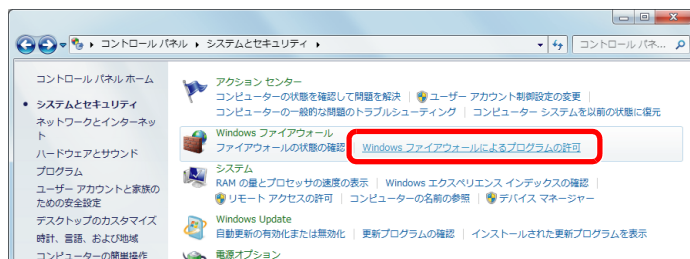 コントロール パネル ▸ システムとセキュリティ ▸
コントロール パネ...
コントロール パネル ホーム
システムとセキュリティ
ネットワークとインターネッ
ト
ハードウェアとサウンド
プログラム
ユーザー アカウントと家族の
ための安全設定
デスクトップのカスタマイズ
時計、言語、および地域
コンピューターの簡単操作
アクション センター
コンピューターの状態を確認して問題を解決 | ユーザー アカウント制御設定の変更 |
コンピューターの一般的な問題のトラブルシューティング | コンピューター システムを以前の状態に復元
Windows ファイアウォール
ファイアウォールの状態の確認 | Windows ファイアウォールによるプログラムの許可
システム
RAM の量とプロセッサの速度の表示 | Windows エクスペリエンス インデックスの確認 |
リモート アクセスの許可 | コンピューターの名前の参照 | デバイス マネージャー
Windows Update
自動更新の有効化または無効化 | 更新プログラムの確認 | インストールされた更新プログラムを表示
電源オプション